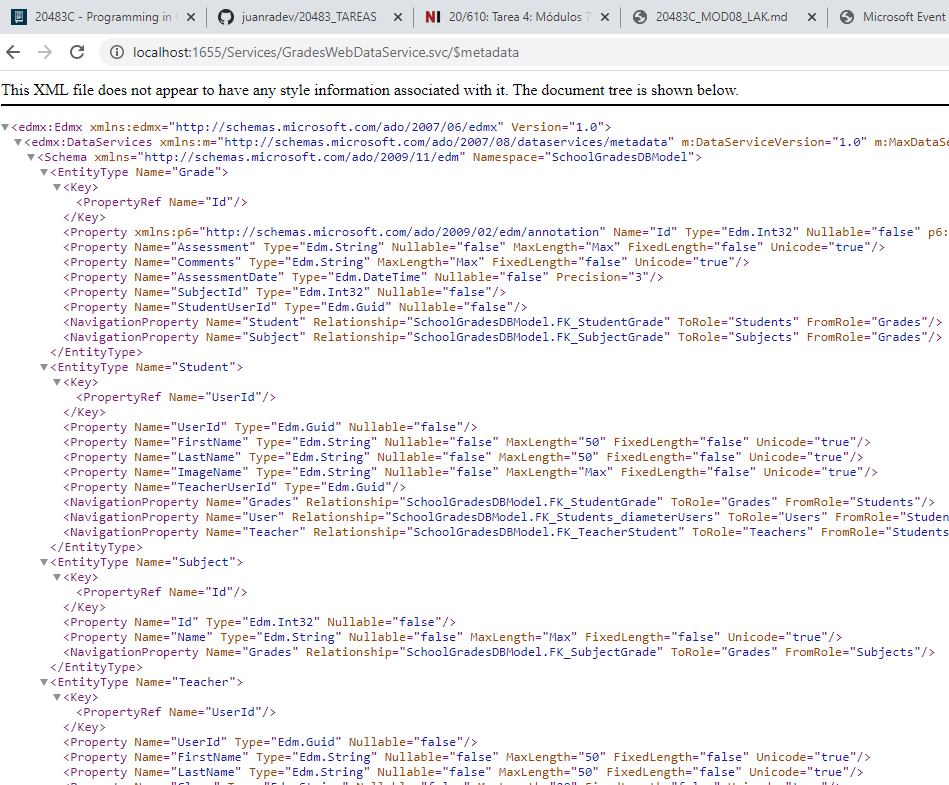 20483C - Programming in
juanradev/20483_TAREAS
20/610: Tarea 4: Módulos 7
20483C_MOD08_LAK.md
Microsoft Event
localhost:1655/Services/GradesWebDataService.svc/$metadata
This XML file does not appear to have any style information associated with it. The document tree is shown below.
<edmx:Edmx xmlns:edmx="http://schemas.microsoft.com/ado/2007/06/edmx" Version="1.0">
<edmx:DataServices xmlns:m="http://schemas.microsoft.com/ado/2007/08/dataservices/metadata" m:DataServiceVersion="1.0" m:MaxDataSe
<Schema xmlns="http://schemas.microsoft.com/ado/2009/11/edm" Namespace="SchoolGradesDBModel">
<EntityType Name="Grade">
<Key>
<PropertyRef Name="Id"/>
</Key>
<Property xmlns:p6="http://schemas.microsoft.com/ado/2009/02/edm/annotation" Name="Id" Type="Edm.Int32" Nullable="false" p6:
<Property Name="Assessment" Type="Edm.String" Nullable="false" MaxLength="Max" FixedLength="false" Unicode="true"/>
<Property Name="Comments" Type="Edm.String" MaxLength="Max" FixedLength="false" Unicode="true"/>
<Property Name="AssessmentDate" Type="Edm.DateTime" Nullable="false" Precision="3"/>
<Property Name="SubjectId" Type="Edm.Int32" Nullable="false"/>
<Property Name="StudentUserId" Type="Edm.Guid" Nullable="false"/>
<NavigationProperty Name="Student" Relationship="SchoolGradesDBModel.FK_StudentGrade" ToRole="Students" FromRole="Grades"/>
<NavigationProperty Name="Subject" Relationship="SchoolGradesDBModel.FK_SubjectGrade" ToRole="Subjects" FromRole="Grades"/>
</EntityType>
<EntityType Name="Student">
<Key>
<PropertyRef Name="UserId"/>
</Key>
<Property Name="UserId" Type="Edm.Guid" Nullable="false"/>
<Property Name="FirstName" Type="Edm.String" Nullable="false" MaxLength="50" FixedLength="false" Unicode="true"/>
<Property Name="LastName" Type="Edm.String" Nullable="false" MaxLength="50" FixedLength="false" Unicode="true"/>
<Property Name="ImageName" Type="Edm.String" Nullable="false" MaxLength="Max" FixedLength="false" Unicode="true"/>
<Property Name="TeacherUserId" Type="Edm.Guid"/>
<NavigationProperty Name="Grades" Relationship="SchoolGradesDBModel.FK_StudentGrade" ToRole="Grades" FromRole="Students"/>
<NavigationProperty Name="User" Relationship="SchoolGradesDBModel.FK_Students_diameterUsers" ToRole="Users" FromRole="Studen
<NavigationProperty Name="Teacher" Relationship="SchoolGradesDBModel.FK_TeacherStudent" ToRole="Teachers" FromRole="Students
</EntityType>
<EntityType Name="Subject">
<Key>
<PropertyRef Name="Id"/>
</Key>
<Property Name="Id" Type="Edm.Int32" Nullable="false"/>
<Property Name="Name" Type="Edm.String" Nullable="false" MaxLength="Max" FixedLength="false" Unicode="true"/>
<NavigationProperty Name="Grades" Relationship="SchoolGradesDBModel.FK_SubjectGrade" ToRole="Grades" FromRole="Subjects"/>
</EntityType>
<EntityType Name="Teacher">
<Key>
<PropertyRef Name="UserId"/>
</Key>
<Property Name="UserId" Type="Edm.Guid" Nullable="false"/>
<Property Name="FirstName" Type="Edm.String" Nullable="false" MaxLength="50" FixedLength="false" Unicode="true"/>
<Property Name="LastName" Type="Edm.String" Nullable="false" MaxLength="50" FixedLength="false" Unicode="true"/>